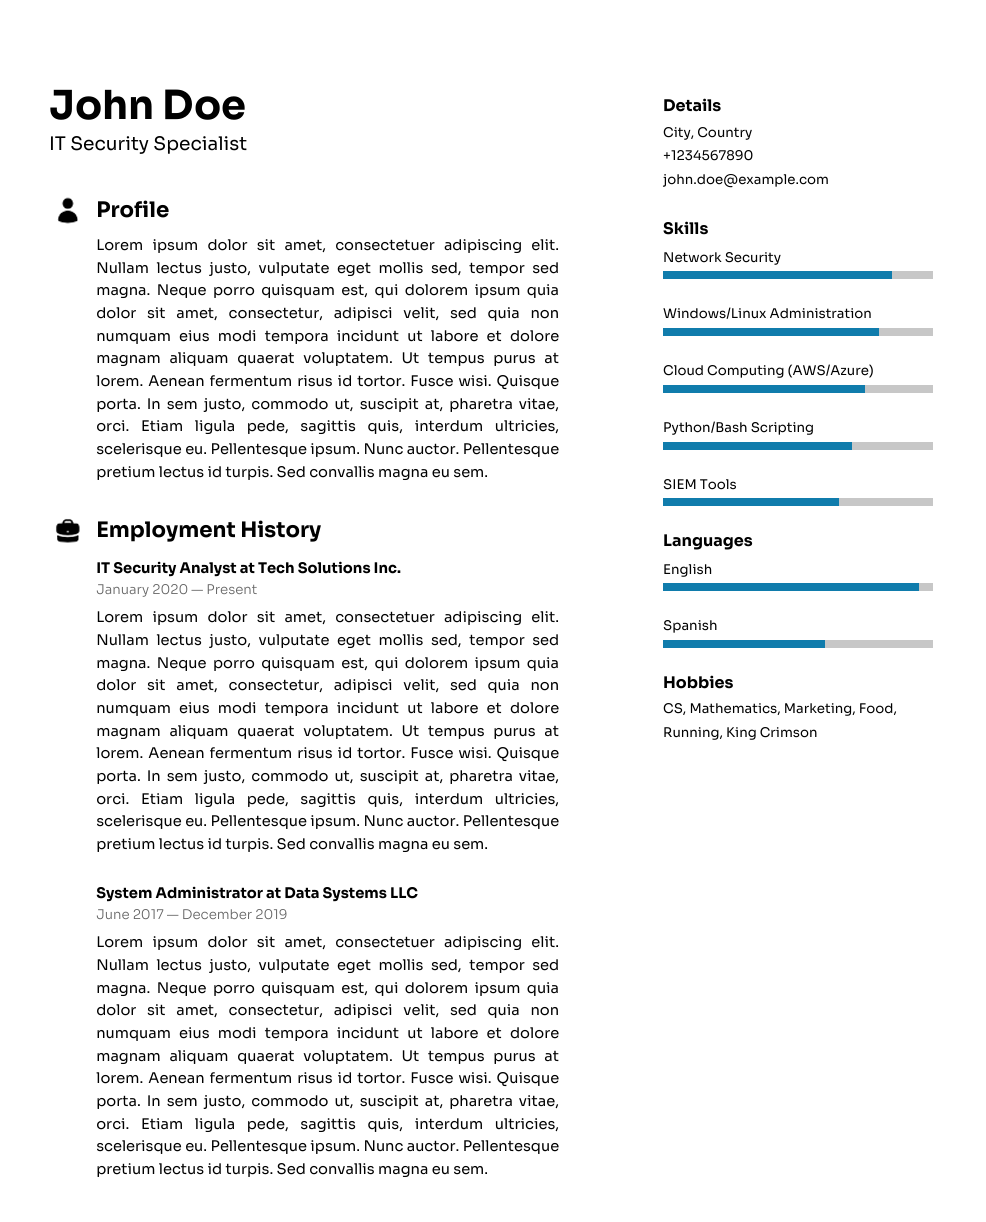 John Doe
IT Security Specialist
Profile
Lorem ipsum dolor sit amet, consectetuer adipiscing elit.
Nullam lectus justo, vulputate eget mollis sed, tempor sed
magna. Neque porro quisquam est, qui dolorem ipsum quia
dolor sit amet, consectetur, adipisci velit, sed quia non
numquam eius modi tempora incidunt ut labore et dolore
magnam aliquam quaerat voluptatem. Ut tempus purus at
lorem. Aenean fermentum risus id tortor. Fusce wisi. Quisque
porta. In sem justo, commodo ut, suscipit at, pharetra vitae,
orci. Etiam ligula pede, sagittis quis, interdum ultricies,
scelerisque eu. Pellentesque ipsum. Nunc auctor. Pellentesque
pretium lectus id turpis. Sed convallis magna eu sem.
Employment History
IT Security Analyst at Tech Solutions Inc.
January 2020 — Present
Lorem ipsum dolor sit amet, consectetuer adipiscing elit.
Nullam lectus justo, vulputate eget mollis sed, tempor sed
magna. Neque porro quisquam est, qui dolorem ipsum quia
dolor sit amet, consectetur, adipisci velit, sed quia non
numquam eius modi tempora incidunt ut labore et dolore
magnam aliquam quaerat voluptatem. Ut tempus purus at
lorem. Aenean fermentum risus id tortor. Fusce wisi. Quisque
porta. In sem justo, commodo ut, suscipit at, pharetra vitae,
orci. Etiam ligula pede, sagittis quis, interdum ultricies,
scelerisque eu. Pellentesque ipsum. Nunc auctor. Pellentesque
pretium lectus id turpis. Sed convallis magna eu sem.
System Administrator at Data Systems LLC
June 2017 — December 2019
Lorem ipsum dolor sit amet, consectetuer adipiscing elit.
Nullam lectus justo, vulputate eget mollis sed, tempor sed
magna. Neque porro quisquam est, qui dolorem ipsum quia
dolor sit amet, consectetur, adipisci velit, sed quia non
numquam eius modi tempora incidunt ut labore et dolore
magnam aliquam quaerat voluptatem. Ut tempus purus at
lorem. Aenean fermentum risus id tortor. Fusce wisi. Quisque
porta. In sem justo, commodo ut, suscipit at, pharetra vitae,
orci. Etiam ligula pede, sagittis quis, interdum ultricies,
scelerisque eu. Pellentesque ipsum. Nunc auctor. Pellentesque
pretium lectus id turpis. Sed convallis magna eu sem.
Details
City, Country
+1234567890
john.doe@example.com
Skills
Network Security
Windows/Linux Administration
Cloud Computing (AWS/Azure)
Python/Bash Scripting
SIEM Tools
Languages
English
Spanish
Hobbies
CS, Mathematics, Marketing, Food,
Running, King Crimson